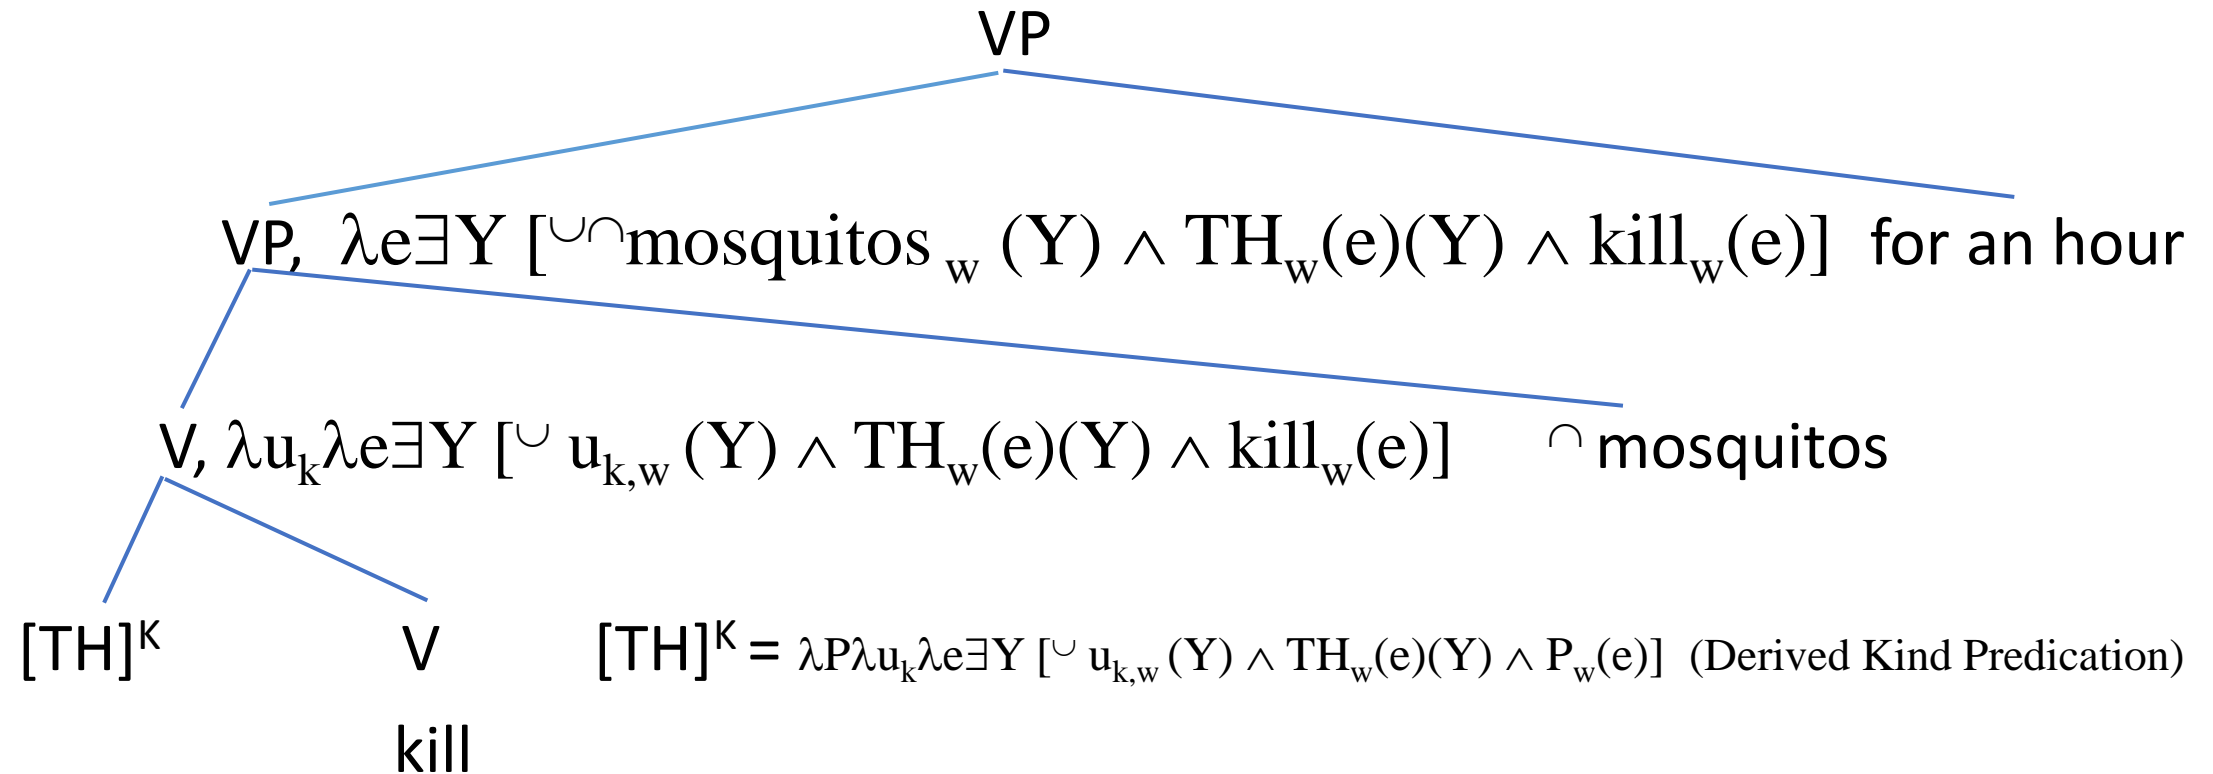 VP
VP, λe∃Y [∪∩mosquitos w (Y) ∧ THw(e)(Y) ∧ killw(e)] for an hour
V, λukλe∃Y [∪ uk,w (Y) ∧ THw(e)(Y) ∧ killw(e)] ∩ mosquitos
[TH]K V [TH]K = λPλukλe∃Y [∪ uk,w (Y) ∧ THw(e)(Y) ∧ Pw(e)] (Derived Kind Predication)
kill